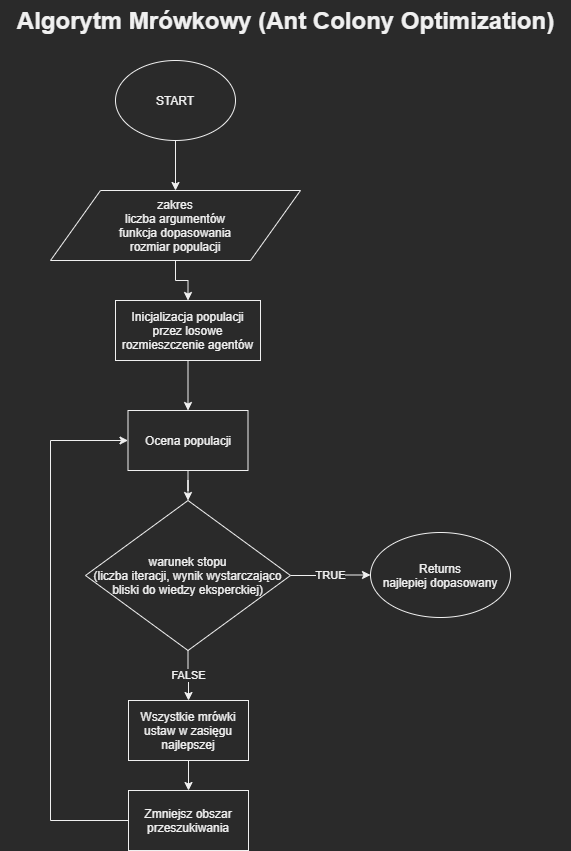 Algorytm Mrówkowy (Ant Colony Optimization)
START
zakres
liczba argumentów
funkcja dopasowania
rozmiar populacji
Inicjalizacja populacji
przez losowe
rozmieszczenie agentów
Ocena populacji
warunek stopu
(liczba iteracji, wynik wystarczająco
bliski do wiedzy eksperckiej)
TRUE
Returns
najlepiej dopasowany
FALSE
Wszystkie mrówki
ustaw w zasięgu
najlepszej
Zmniejsz obszar
przeszukiwania